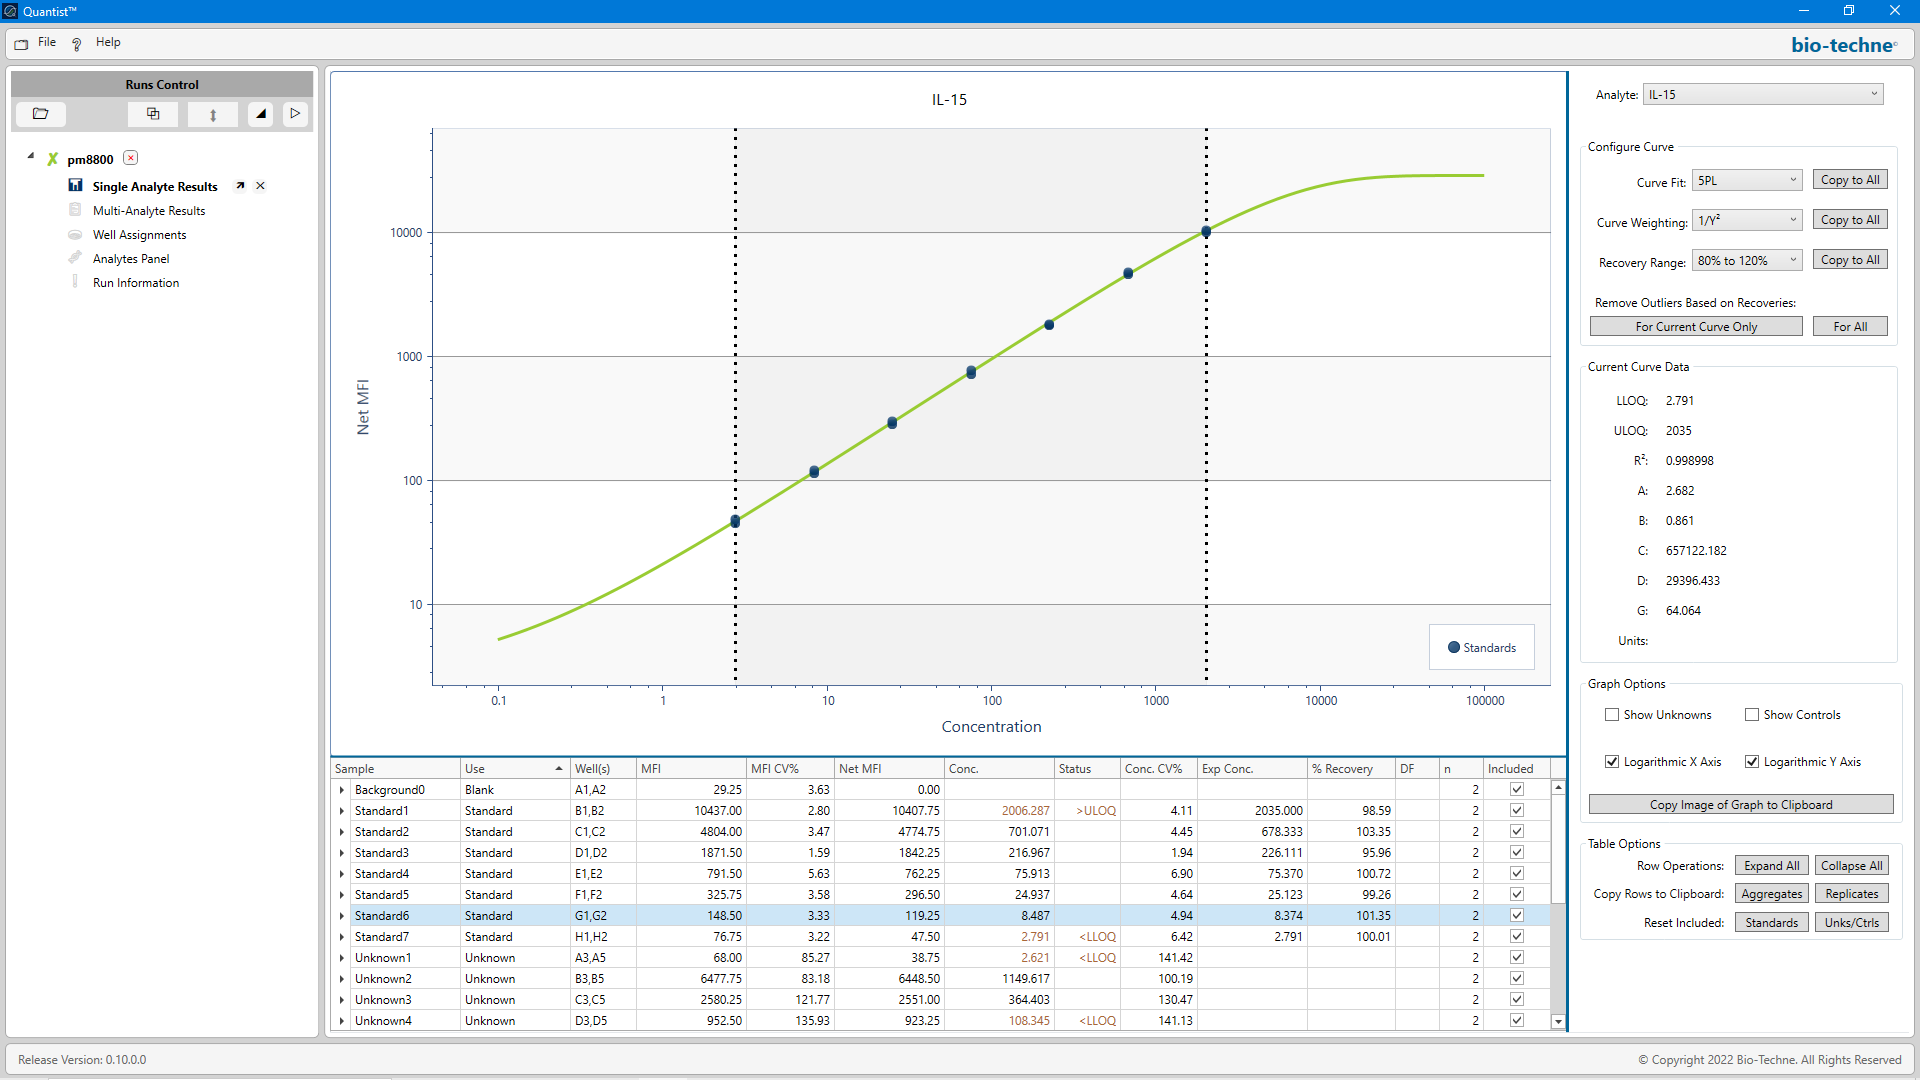 Quantist™
File Help
bio-techne
Runs Control
pm8800
Single Analyte Results
Multi-Analyte Results
Well Assignments
Analytes Panel
Run Information
IL-15
Net MFI
10000
1000
100
10
Standards
0.1 1 10 100 1000 10000 100000
Concentration
Sample Use Well(s) MFI MFI CV% Net MFI Conc. Status Conc. CV% Exp Conc. % Recovery DF n Included
Background0 Blank A1,A2 29.25 3.63 0.00 2
Standard1 Standard B1,B2 10437.00 2.80 10407.75 2006.287 >ULOQ 4.11 2035.000 98.59 2
Standard2 Standard C1,C2 4804.00 3.47 4774.75 701.071 4.45 678.333 103.35 2
Standard3 Standard D1,D2 1871.50 1.59 1842.25 216.967 1.94 226.111 95.96 2
Standard4 Standard E1,E2 791.50 5.63 762.25 75.913 6.90 75.370 100.72 2
Standard5 Standard F1,F2 325.75 3.58 296.50 24.937 4.64 25.123 99.26 2
Standard6 Standard G1,G2 148.50 3.33 119.25 8.487 4.94 8.374 101.35 2
Standard7 Standard H1,H2 76.75 3.22 47.50 2.791 <LLOQ 6.42 2.791 100.01 2
Unknown1 Unknown A3,A5 68.00 85.27 38.75 2.621 <LLOQ 141.42 2
Unknown2 Unknown B3,B5 6477.75 83.18 6448.50 1149.617 100.19 2
Unknown3 Unknown C3,C5 2580.25 121.77 2551.00 364.403 130.47 2
Unknown4 Unknown D3,D5 952.50 135.93 923.25 108.345 <LLOQ 141.13 2
Analyte: IL-15
Configure Curve
Curve Fit: 5PL Copy to All
Curve Weighting: 1/Y² Copy to All
Recovery Range: 80% to 120% Copy to All
Remove Outliers Based on Recoveries:
For Current Curve Only For All
Current Curve Data
LLOQ: 2.791
ULOQ: 2035
R²: 0.998998
A: 2.682
B: 0.861
C: 657122.182
D: 29396.433
G: 64.064
Units:
Graph Options
Show Unknowns Show Controls
Logarithmic X Axis Logarithmic Y Axis
Copy Image of Graph to Clipboard
Table Options
Row Operations: Expand All Collapse All
Copy Rows to Clipboard: Aggregates Replicates
Reset Included: Standards Unks/Ctrls
Release Version: 0.10.0.0
© Copyright 2022 Bio-Techne. All Rights Reserved